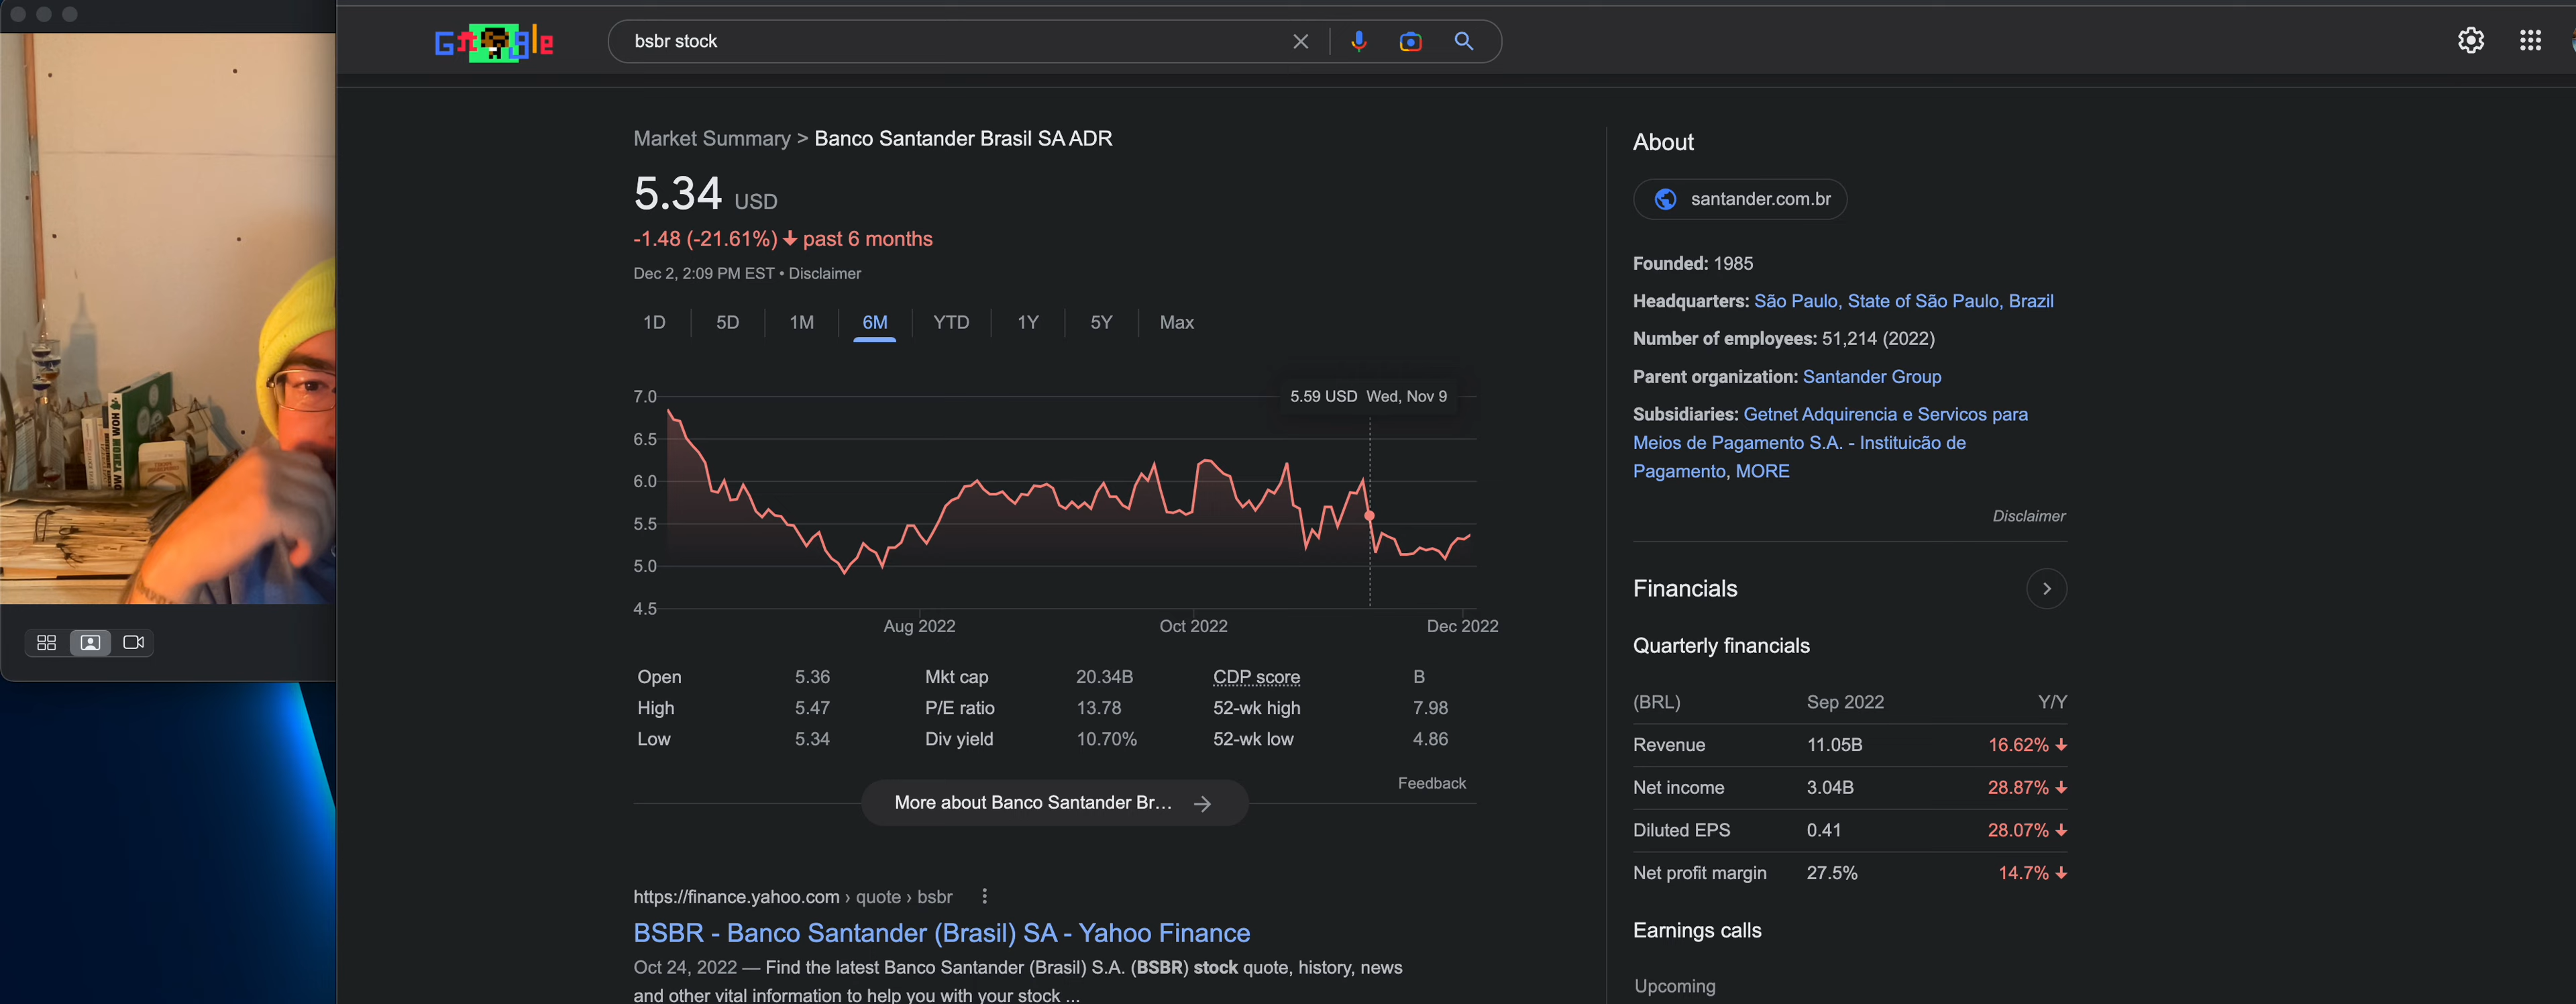 HOW MONEY
Google
bsbr stock
Market Summary > Banco Santander Brasil SA ADR
5.34 USD
-1.48 (-21.61%) ↓ past 6 months
Dec 2, 2:09 PM EST • Disclaimer
1D 5D 1M 6M YTD 1Y 5Y Max
5.59 USD Wed, Nov 9
7.0
6.5
6.0
5.5
5.0
4.5
Aug 2022 Oct 2022 Dec 2022
Open 5.36 Mkt cap 20.34B CDP score B
High 5.47 P/E ratio 13.78 52-wk high 7.98
Low 5.34 Div yield 10.70% 52-wk low 4.86
Feedback
More about Banco Santander Br... →
https://finance.yahoo.com › quote › bsbr
BSBR - Banco Santander (Brasil) SA - Yahoo Finance
Oct 24, 2022 — Find the latest Banco Santander (Brasil) S.A. (BSBR) stock quote, history, news
and other vital information to help you with your stock ...
About
santander.com.br
Founded: 1985
Headquarters: São Paulo, State of São Paulo, Brazil
Number of employees: 51,214 (2022)
Parent organization: Santander Group
Subsidiaries: Getnet Adquirencia e Servicos para
Meios de Pagamento S.A. - Instituicão de
Pagamento, MORE
Disclaimer
Financials
Quarterly financials
(BRL) Sep 2022 Y/Y
Revenue 11.05B 16.62% ↓
Net income 3.04B 28.87% ↓
Diluted EPS 0.41 28.07% ↓
Net profit margin 27.5% 14.7% ↓
Earnings calls
Upcoming